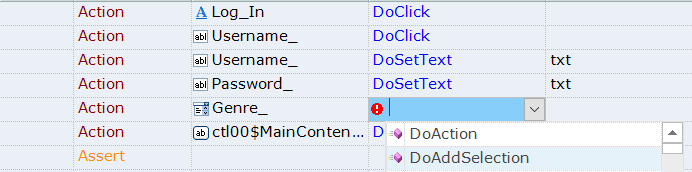 Action Log_In DoClick
Action Username_ DoClick
Action Username_ DoSetText txt
Action Password_ DoSetText txt
Action Genre_
Action ctl00$MainConten... D
DoAction
Assert
DoAddSelection